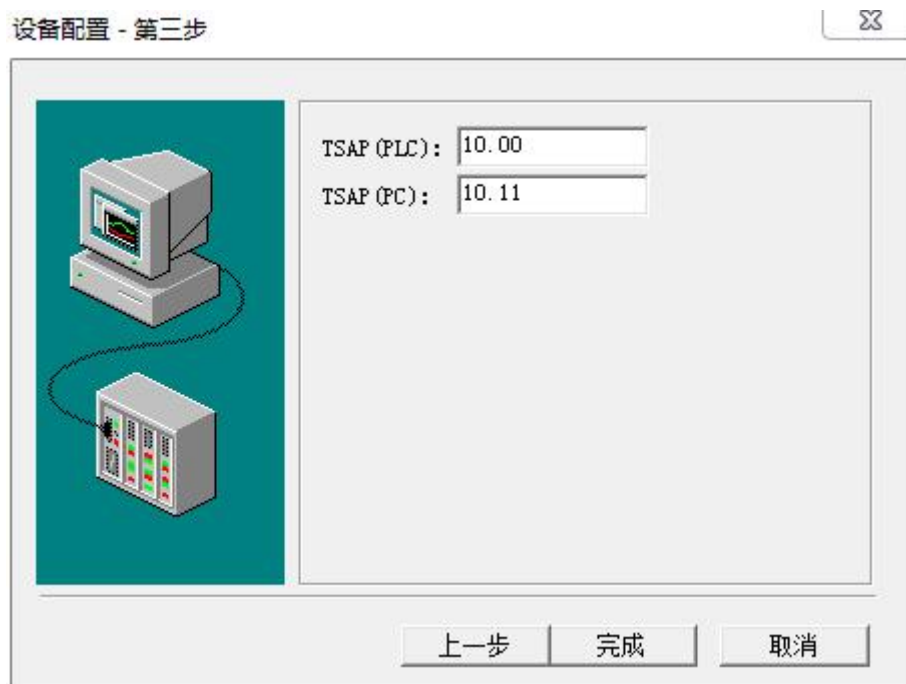 设备配置 - 第三步
TSAP(PLC): 10.00
TSAP(PC): 10.11
上一步 完成 取消